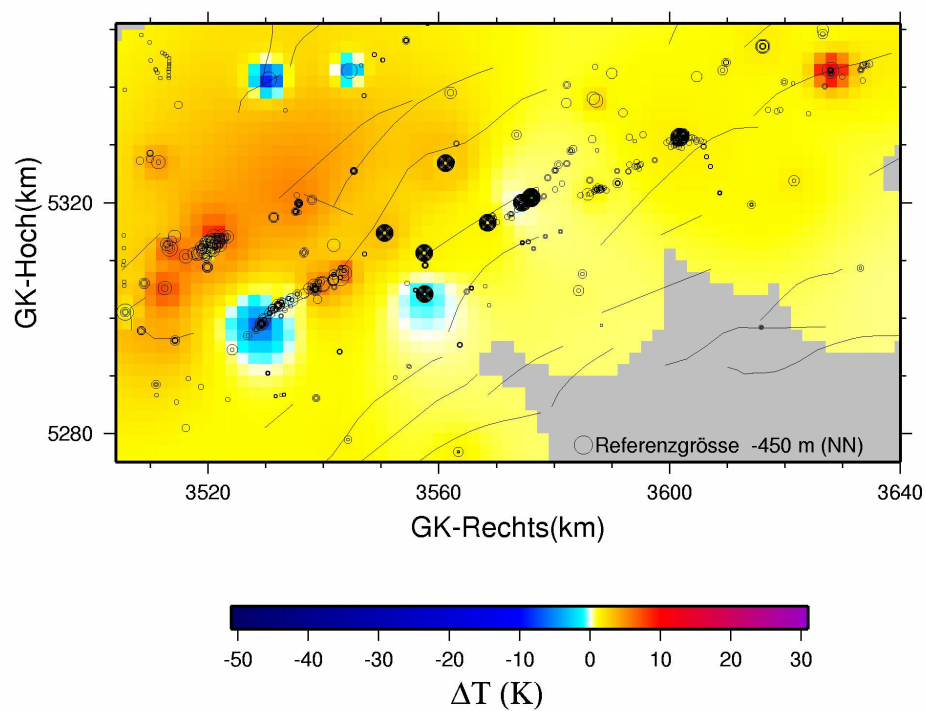 GK-Hoch(km)
5320
5280
Referenzgrösse -450 m (NN)
3520 3560 3600 3640
GK-Rechts(km)
-50 -40 -30 -20 -10 0 10 20 30
ΔT (K)